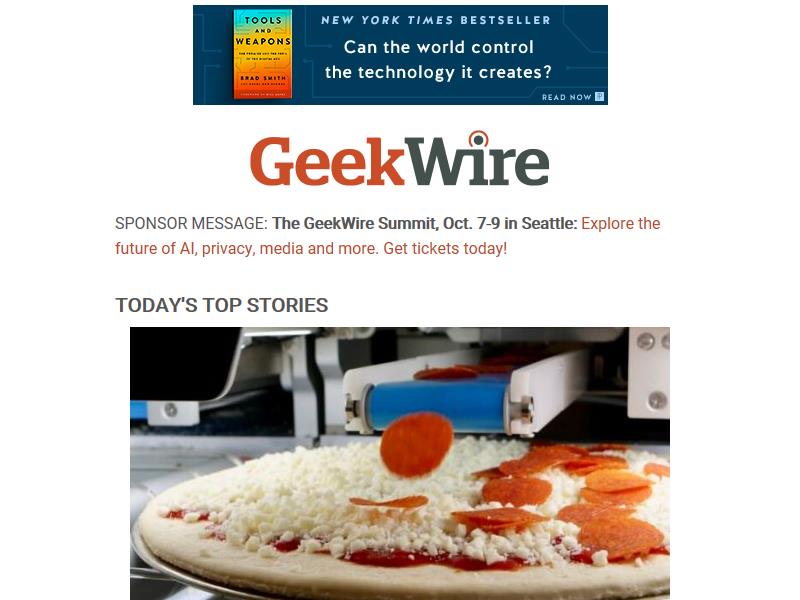 TOOLS
AND
WEAPONS
BRAD SMITH
NEW YORK TIMES BESTSELLER
Can the world control
the technology it creates?
READ NOW
GeekWire
SPONSOR MESSAGE: The GeekWire Summit, Oct. 7-9 in Seattle: Explore the
future of AI, privacy, media and more. Get tickets today!
TODAY'S TOP STORIES